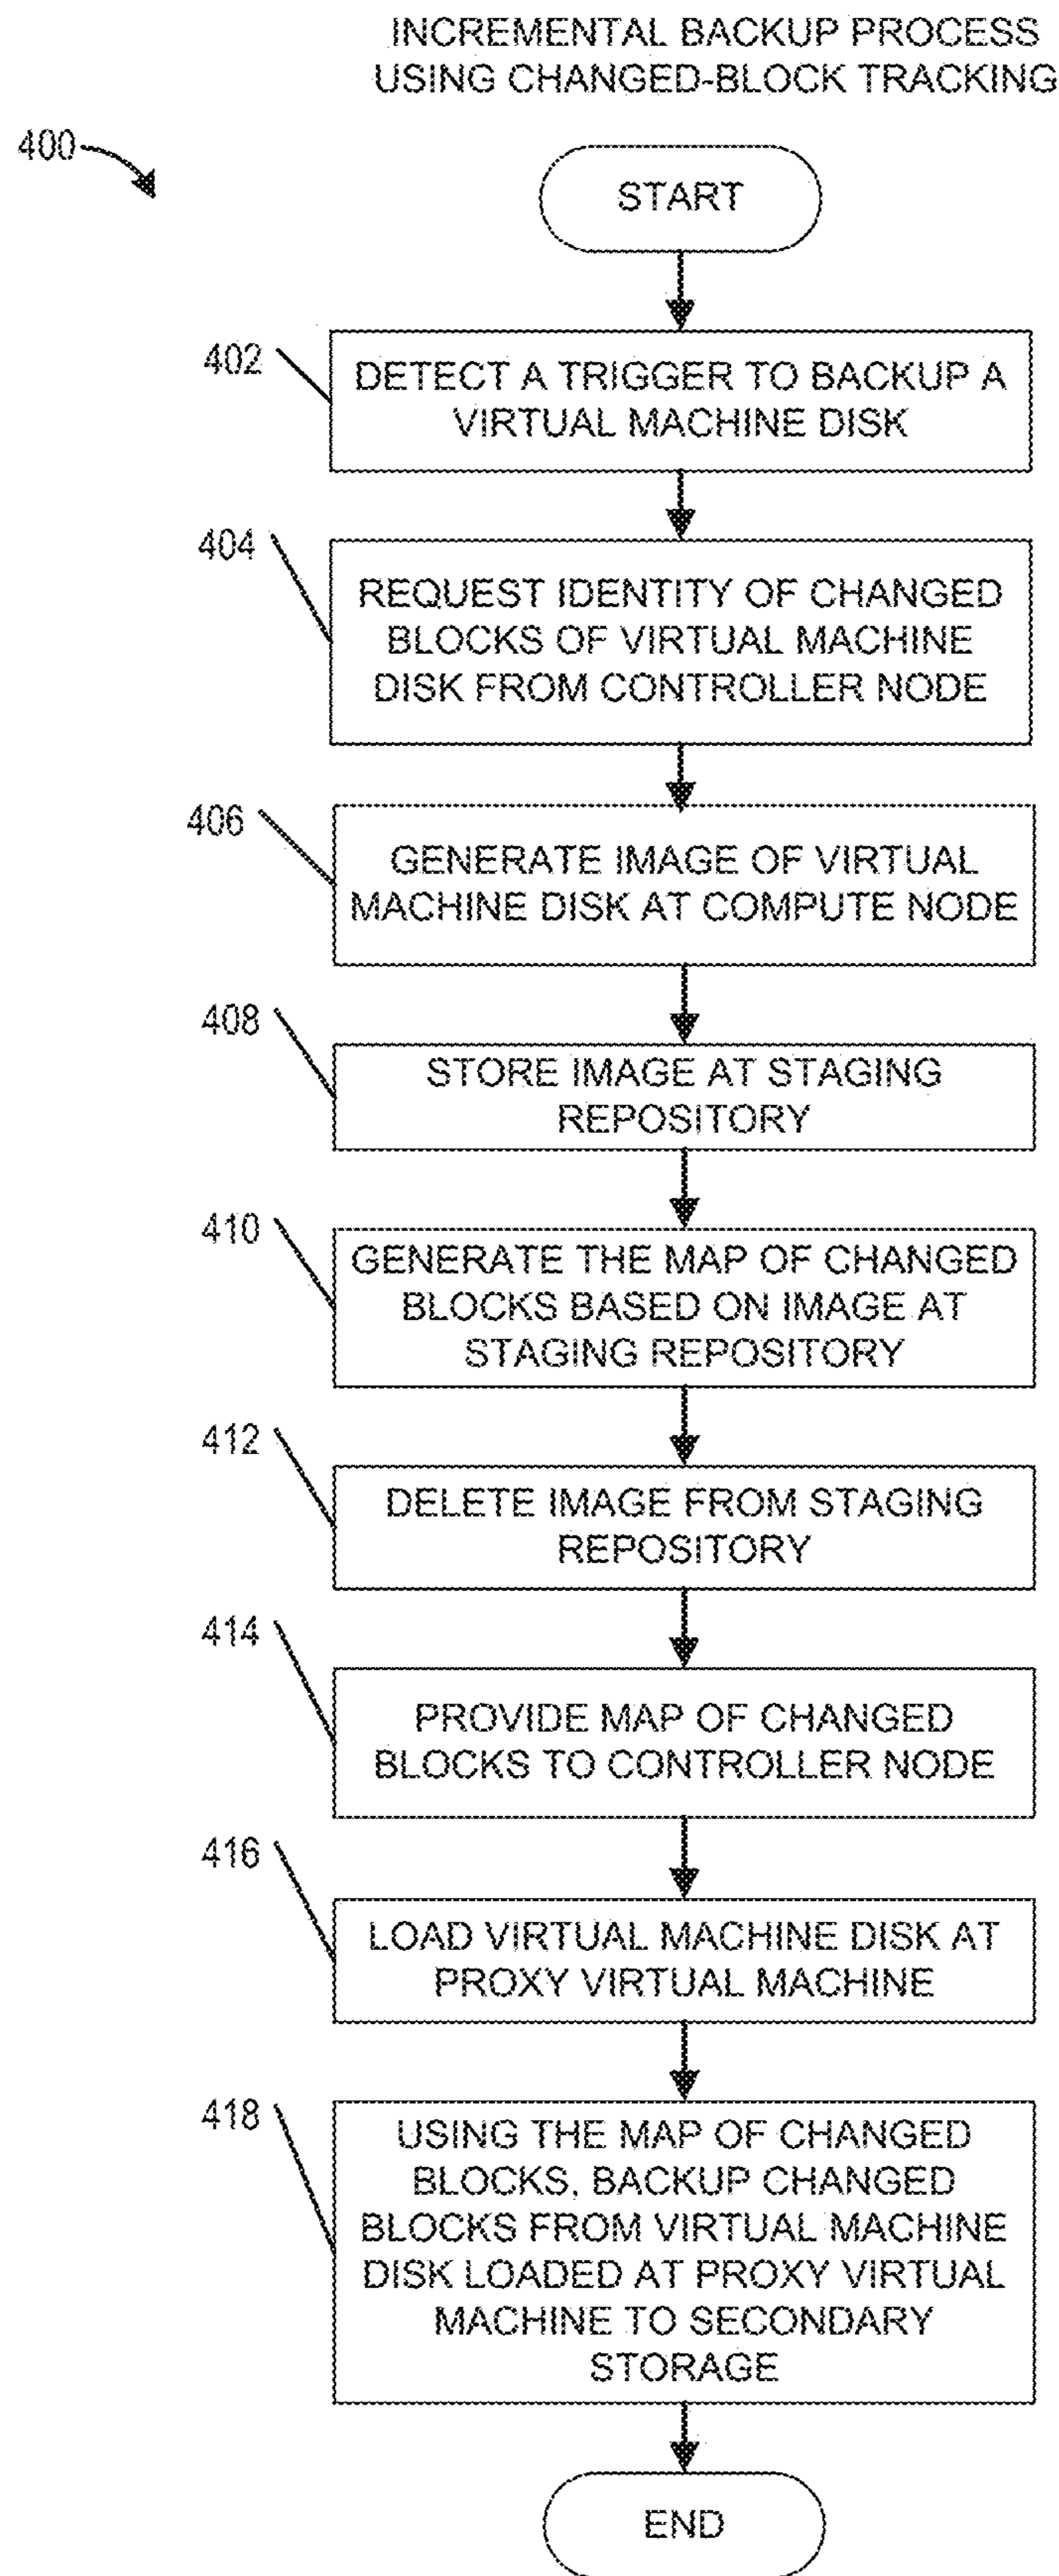 INCREMENTAL BACKUP PROCESS
USING CHANGED-BLOCK TRACKING
400
START
402
DETECT A TRIGGER TO BACKUP A
VIRTUAL MACHINE DISK
404
REQUEST IDENTITY OF CHANGED
BLOCKS OF VIRTUAL MACHINE
DISK FROM CONTROLLER NODE
406
GENERATE IMAGE OF VIRTUAL
MACHINE DISK AT COMPUTE NODE
408
STORE IMAGE AT STAGING
REPOSITORY
410
GENERATE THE MAP OF CHANGED
BLOCKS BASED ON IMAGE AT
STAGING REPOSITORY
412
DELETE IMAGE FROM STAGING
REPOSITORY
414
PROVIDE MAP OF CHANGED
BLOCKS TO CONTROLLER NODE
416
LOAD VIRTUAL MACHINE DISK AT
PROXY VIRTUAL MACHINE
418
USING THE MAP OF CHANGED
BLOCKS, BACKUP CHANGED
BLOCKS FROM VIRTUAL MACHINE
DISK LOADED AT PROXY VIRTUAL
MACHINE TO SECONDARY
STORAGE
END